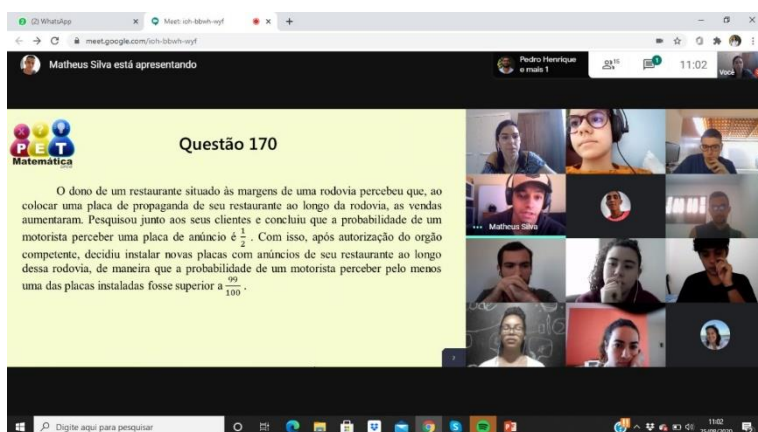 (2) WhatsApp
Meet: ioh-bbwh-wyf
meet.google.com/ioh-bbwh-wyf
Matheus Silva está apresentando
Pedro Henrique
e mais 1
15
1
11:02
Você
PET
Matemática
Questão 170
O dono de um restaurante situado às margens de uma rodovia percebeu que, ao
colocar uma placa de propaganda de seu restaurante ao longo da rodovia, as vendas
aumentaram. Pesquisou junto aos seus clientes e concluiu que a probabilidade de um
motorista perceber uma placa de anúncio é 1/2 . Com isso, após autorização do orgão
competente, decidiu instalar novas placas com anúncios de seu restaurante ao longo
dessa rodovia, de maneira que a probabilidade de um motorista perceber pelo menos
uma das placas instaladas fosse superior a 99/100 .
Matheus Silva
Digite aqui para pesquisar
11:02
25/08/2020